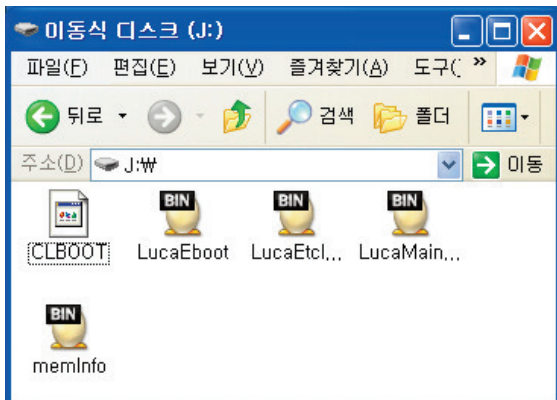 이동식 디스크 (J:)
파일(F) 편집(E) 보기(V) 즐겨찾기(A) 도구( »
뒤로 검색 폴더
주소(D) J:₩ 이동
BIN BIN BIN
CLBOOT LucaEboot LucaEtcl,,, LucaMain,,,
BIN
memInfo